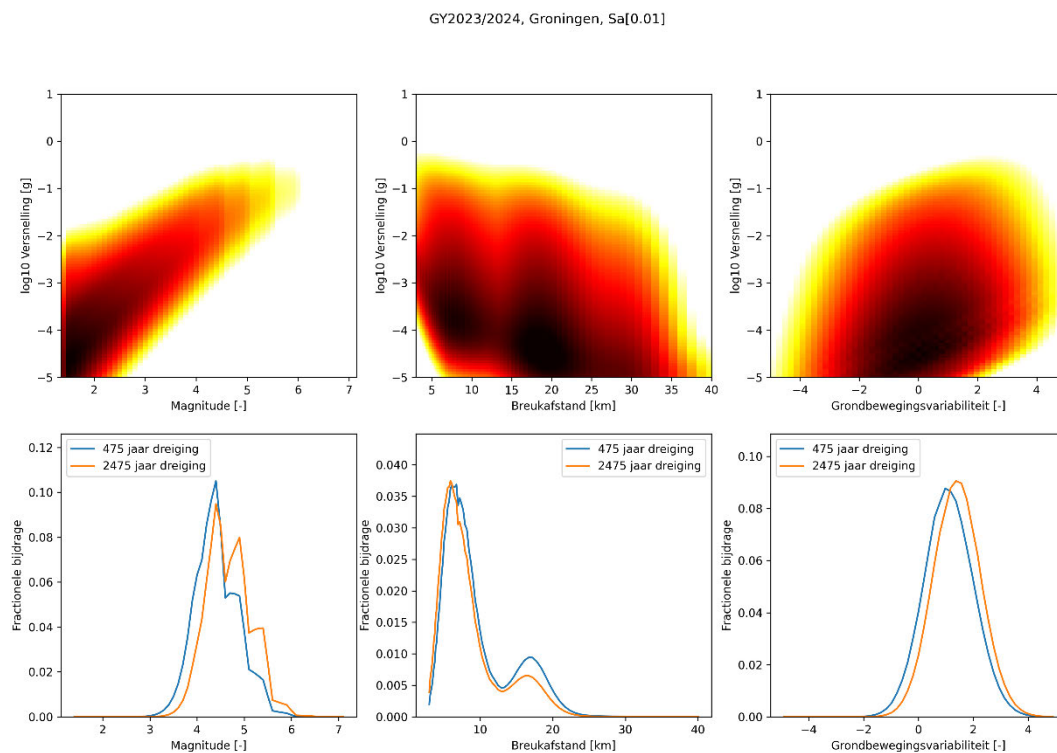 GY2023/2024, Groningen, Sa[0.01]
1
0
−1
−2
−3
−4
−5
log10 Versnelling [g]
2 3 4 5 6 7
Magnitude [-]
1
0
−1
−2
−3
−4
−5
log10 Versnelling [g]
5 10 15 20 25 30 35 40
Breukafstand [km]
1
0
−1
−2
−3
−4
−5
log10 Versnelling [g]
−4 −2 0 2 4
Grondbewegingsvariabiliteit [-]
0.12
0.10
0.08
0.06
0.04
0.02
0.00
Fractionele bijdrage
475 jaar dreiging
2475 jaar dreiging
2 3 4 5 6 7
Magnitude [-]
0.040
0.035
0.030
0.025
0.020
0.015
0.010
0.005
0.000
Fractionele bijdrage
475 jaar dreiging
2475 jaar dreiging
10 20 30 40
Breukafstand [km]
0.10
0.08
0.06
0.04
0.02
0.00
Fractionele bijdrage
475 jaar dreiging
2475 jaar dreiging
−4 −2 0 2 4
Grondbewegingsvariabiliteit [-]